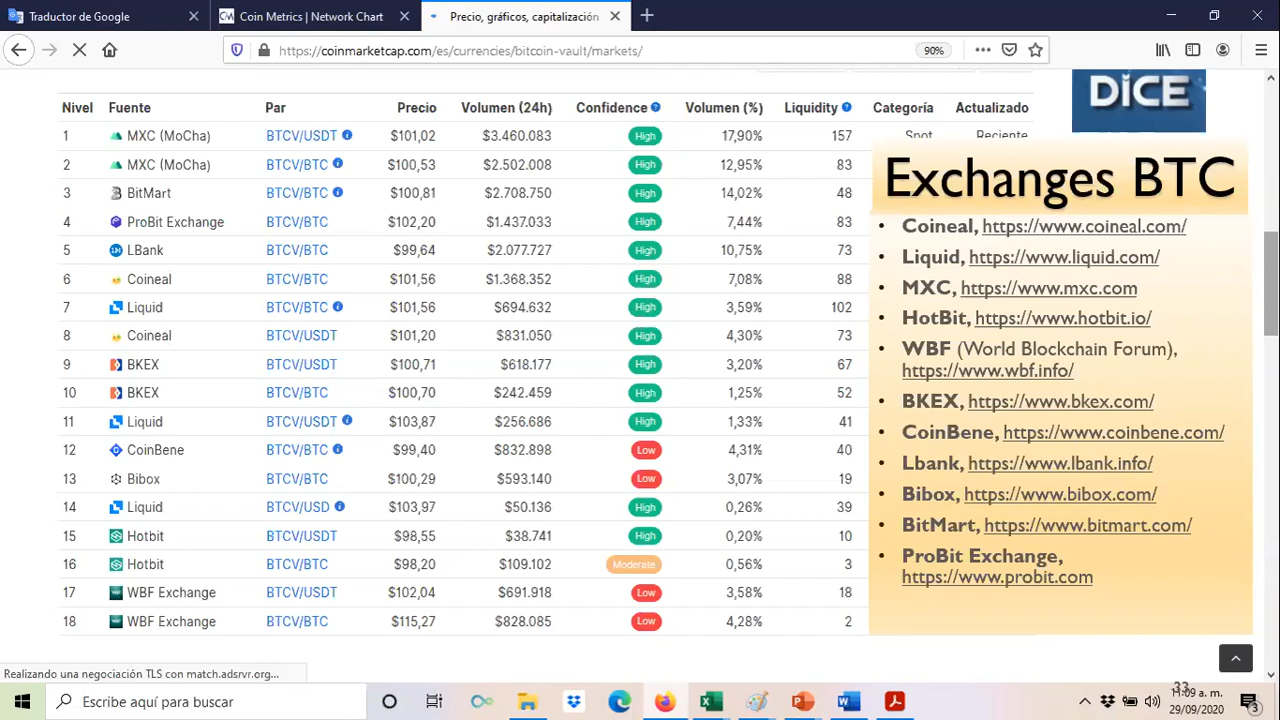 Traductor de Google
Coin Metrics | Network Chart
Precio, gráficos, capitalización
https://coinmarketcap.com/es/currencies/bitcoin-vault/markets/
90%
Nivel Fuente Par Precio Volumen (24h) Confidence Volumen (%) Liquidity Categoría Actualizado
1 MXC (MoCha) BTCV/USDT $101,02 $3.460.083 High 17,90% 157 Spot Reciente
2 MXC (MoCha) BTCV/BTC $100,53 $2.502.008 High 12,95% 83
3 BitMart BTCV/BTC $100,81 $2.708.750 High 14,02% 48
4 ProBit Exchange BTCV/BTC $102,20 $1.437.033 High 7,44% 83
5 LBank BTCV/BTC $99,64 $2.077.727 High 10,75% 73
6 Coineal BTCV/BTC $101,56 $1.368.352 High 7,08% 88
7 Liquid BTCV/BTC $101,56 $694.632 High 3,59% 102
8 Coineal BTCV/USDT $101,20 $831.050 High 4,30% 73
9 BKEX BTCV/USDT $100,71 $618.177 High 3,20% 67
10 BKEX BTCV/BTC $100,70 $242.459 High 1,25% 52
11 Liquid BTCV/USDT $103,87 $256.686 High 1,33% 41
12 CoinBene BTCV/BTC $99,40 $832.898 Low 4,31% 40
13 Bibox BTCV/BTC $100,29 $593.140 Low 3,07% 19
14 Liquid BTCV/USD $103,97 $50.136 High 0,26% 39
15 Hotbit BTCV/USDT $98,55 $38.741 High 0,20% 10
16 Hotbit BTCV/BTC $98,20 $109.102 Moderate 0,56% 3
17 WBF Exchange BTCV/USDT $102,04 $691.918 Low 3,58% 18
18 WBF Exchange BTCV/BTC $115,27 $828.085 Low 4,28% 2
DICE
Exchanges BTC
• Coineal, https://www.coineal.com/
• Liquid, https://www.liquid.com/
• MXC, https://www.mxc.com
• HotBit, https://www.hotbit.io/
• WBF (World Blockchain Forum),
https://www.wbf.info/
• BKEX, https://www.bkex.com/
• CoinBene, https://www.coinbene.com/
• Lbank, https://www.lbank.info/
• Bibox, https://www.bibox.com/
• BitMart, https://www.bitmart.com/
• ProBit Exchange,
https://www.probit.com
Realizando una negociación TLS con match.adsrvr.org...
Escribe aquí para buscar
33
11:09 a. m.
29/09/2020
3